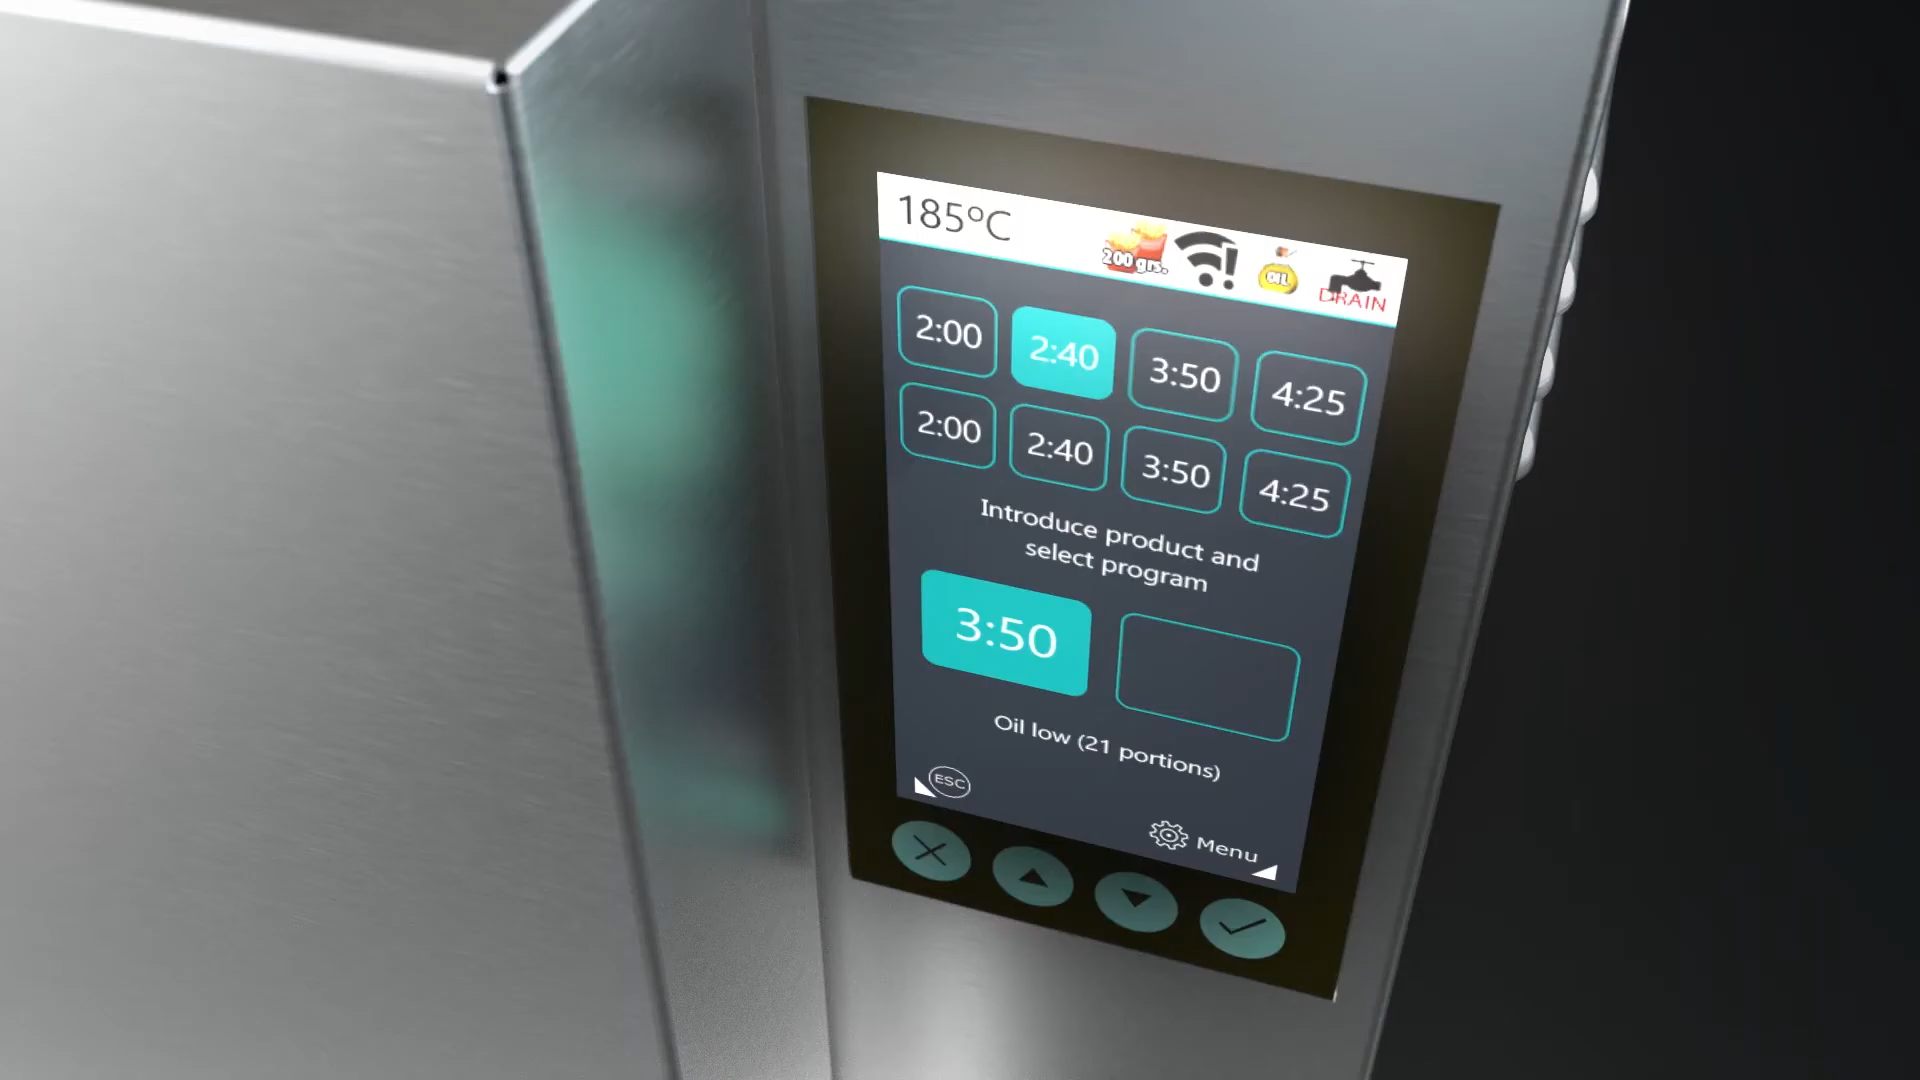 185ºC
200 grs.
OIL
DRAIN
2:00 2:40 3:50 4:25
2:00 2:40 3:50 4:25
Introduce product and
select program
3:50
Oil low (21 portions)
ESC
Menu